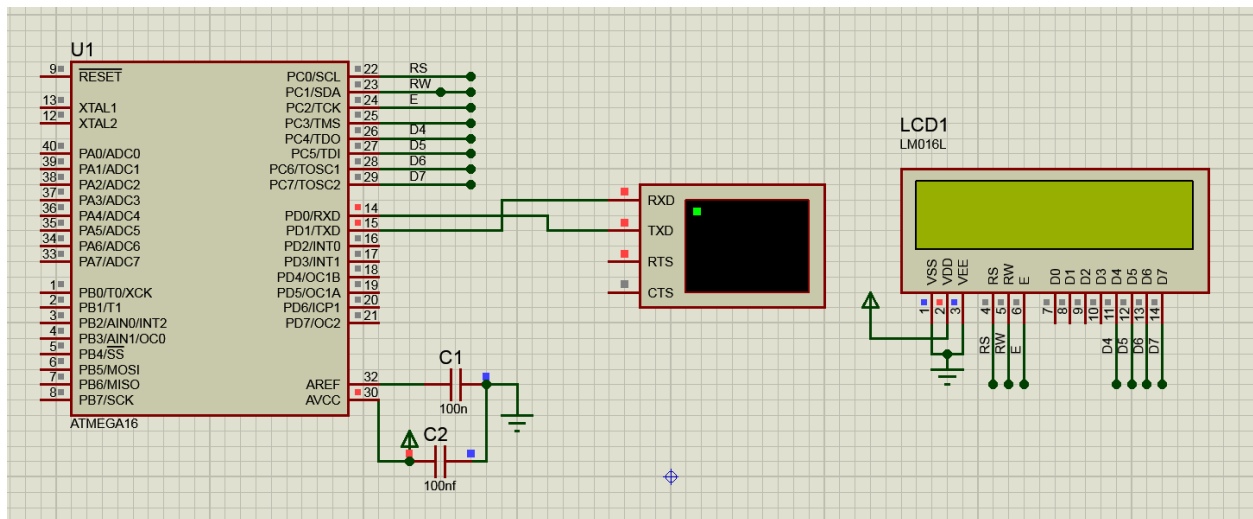 U1
9 RESET PC0/SCL 22 RS
PC1/SDA 23 RW
13 XTAL1 PC2/TCK 24 E
12 XTAL2 PC3/TMS 25
PC4/TDO 26 D4
40 PA0/ADC0 PC5/TDI 27 D5
39 PA1/ADC1 PC6/TOSC1 28 D6
38 PA2/ADC2 PC7/TOSC2 29 D7
37 PA3/ADC3
36 PA4/ADC4 PD0/RXD 14
35 PA5/ADC5 PD1/TXD 15
34 PA6/ADC6 PD2/INT0 16
33 PA7/ADC7 PD3/INT1 17
PD4/OC1B 18
1 PB0/T0/XCK PD5/OC1A 19
2 PB1/T1 PD6/ICP1 20
3 PB2/AIN0/INT2 PD7/OC2 21
4 PB3/AIN1/OC0
5 PB4/SS
6 PB5/MOSI
7 PB6/MISO AREF 32
8 PB7/SCK AVCC 30
ATMEGA16
C1
100n
C2
100nf
RXD
TXD
RTS
CTS
LCD1
LM016L
VSS VDD VEE RS RW E D0 D1 D2 D3 D4 D5 D6 D7
1 2 3 4 5 6 7 8 9 10 11 12 13 14
RS RW E D4 D5 D6 D7